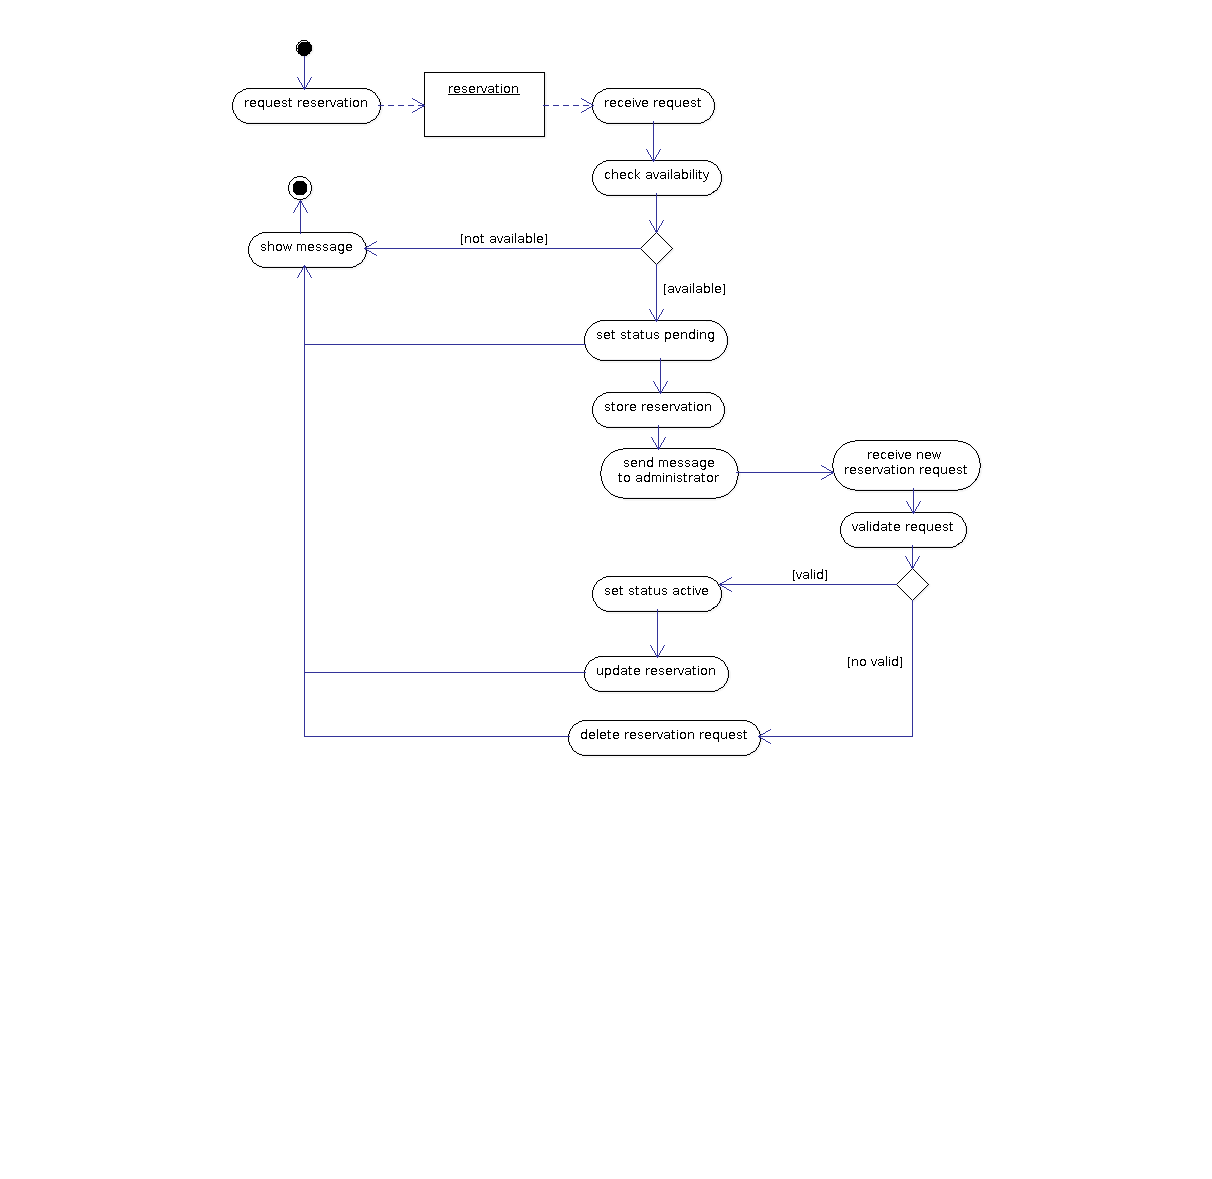 request reservation
reservation
receive request
check availability
[not available]
show message
[available]
set status pending
store reservation
send message
to administrator
receive new
reservation request
validate request
[valid]
set status active
[no valid]
update reservation
delete reservation request